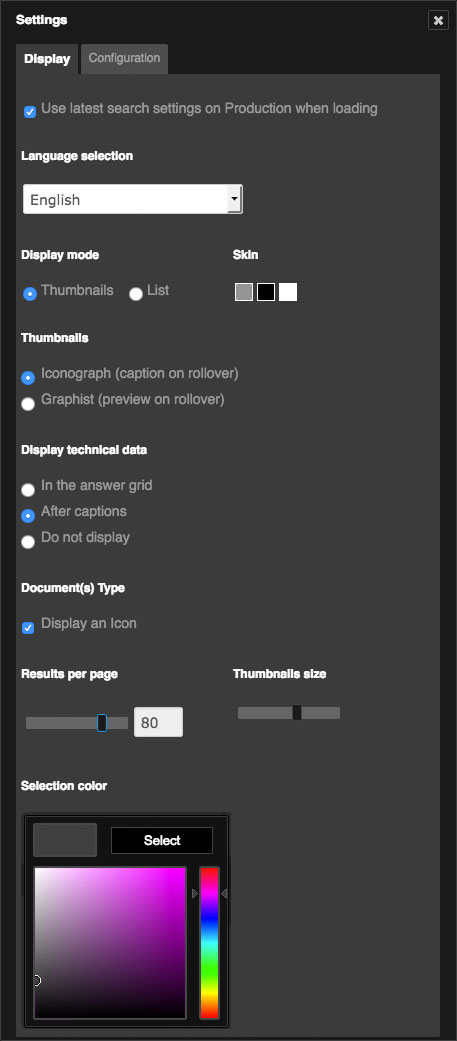 Settings
Display Configuration
Use latest search settings on Production when loading
Language selection
English
Display mode Skin
Thumbnails List
Thumbnails
Iconograph (caption on rollover)
Graphist (preview on rollover)
Display technical data
In the answer grid
After captions
Do not display
Document(s) Type
Display an Icon
Results per page Thumbnails size
80
Selection color
Select